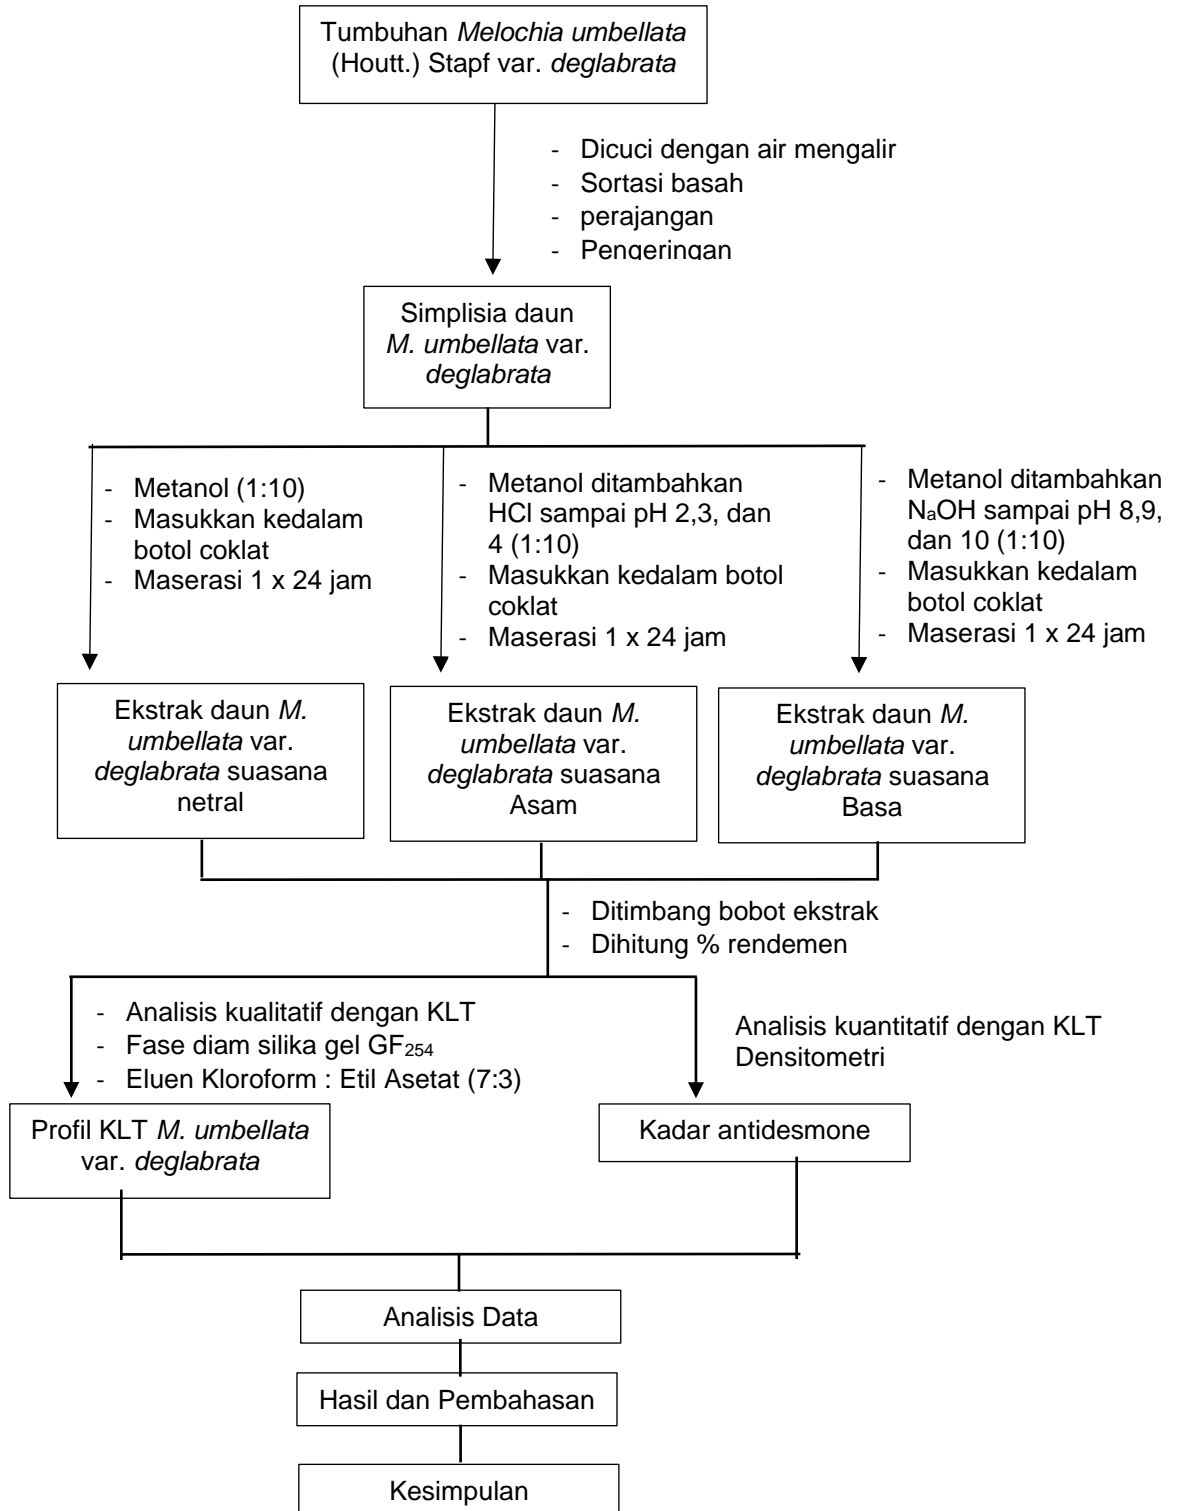 Tumbuhan Melochia umbellata
(Houtt.) Stapf var. deglabrata
- Dicuci dengan air mengalir
- Sortasi basah
- perajangan
- Pengeringan
Simplisia daun
M. umbellata var.
deglabrata
- Metanol (1:10)
- Masukkan kedalam
botol coklat
- Maserasi 1 x 24 jam
- Metanol ditambahkan
HCl sampai pH 2,3, dan
4 (1:10)
- Masukkan kedalam botol
coklat
- Maserasi 1 x 24 jam
- Metanol ditambahkan
NaOH sampai pH 8,9,
dan 10 (1:10)
- Masukkan kedalam
botol coklat
- Maserasi 1 x 24 jam
Ekstrak daun M.
umbellata var.
deglabrata suasana
netral
Ekstrak daun M.
umbellata var.
deglabrata suasana
Asam
Ekstrak daun M.
umbellata var.
deglabrata suasana
Basa
- Ditimbang bobot ekstrak
- Dihitung % rendemen
- Analisis kualitatif dengan KLT
- Fase diam silika gel GF254
- Eluen Kloroform : Etil Asetat (7:3)
Analisis kuantitatif dengan KLT
Densitometri
Profil KLT M. umbellata
var. deglabrata
Kadar antidesmone
Analisis Data
Hasil dan Pembahasan
Kesimpulan